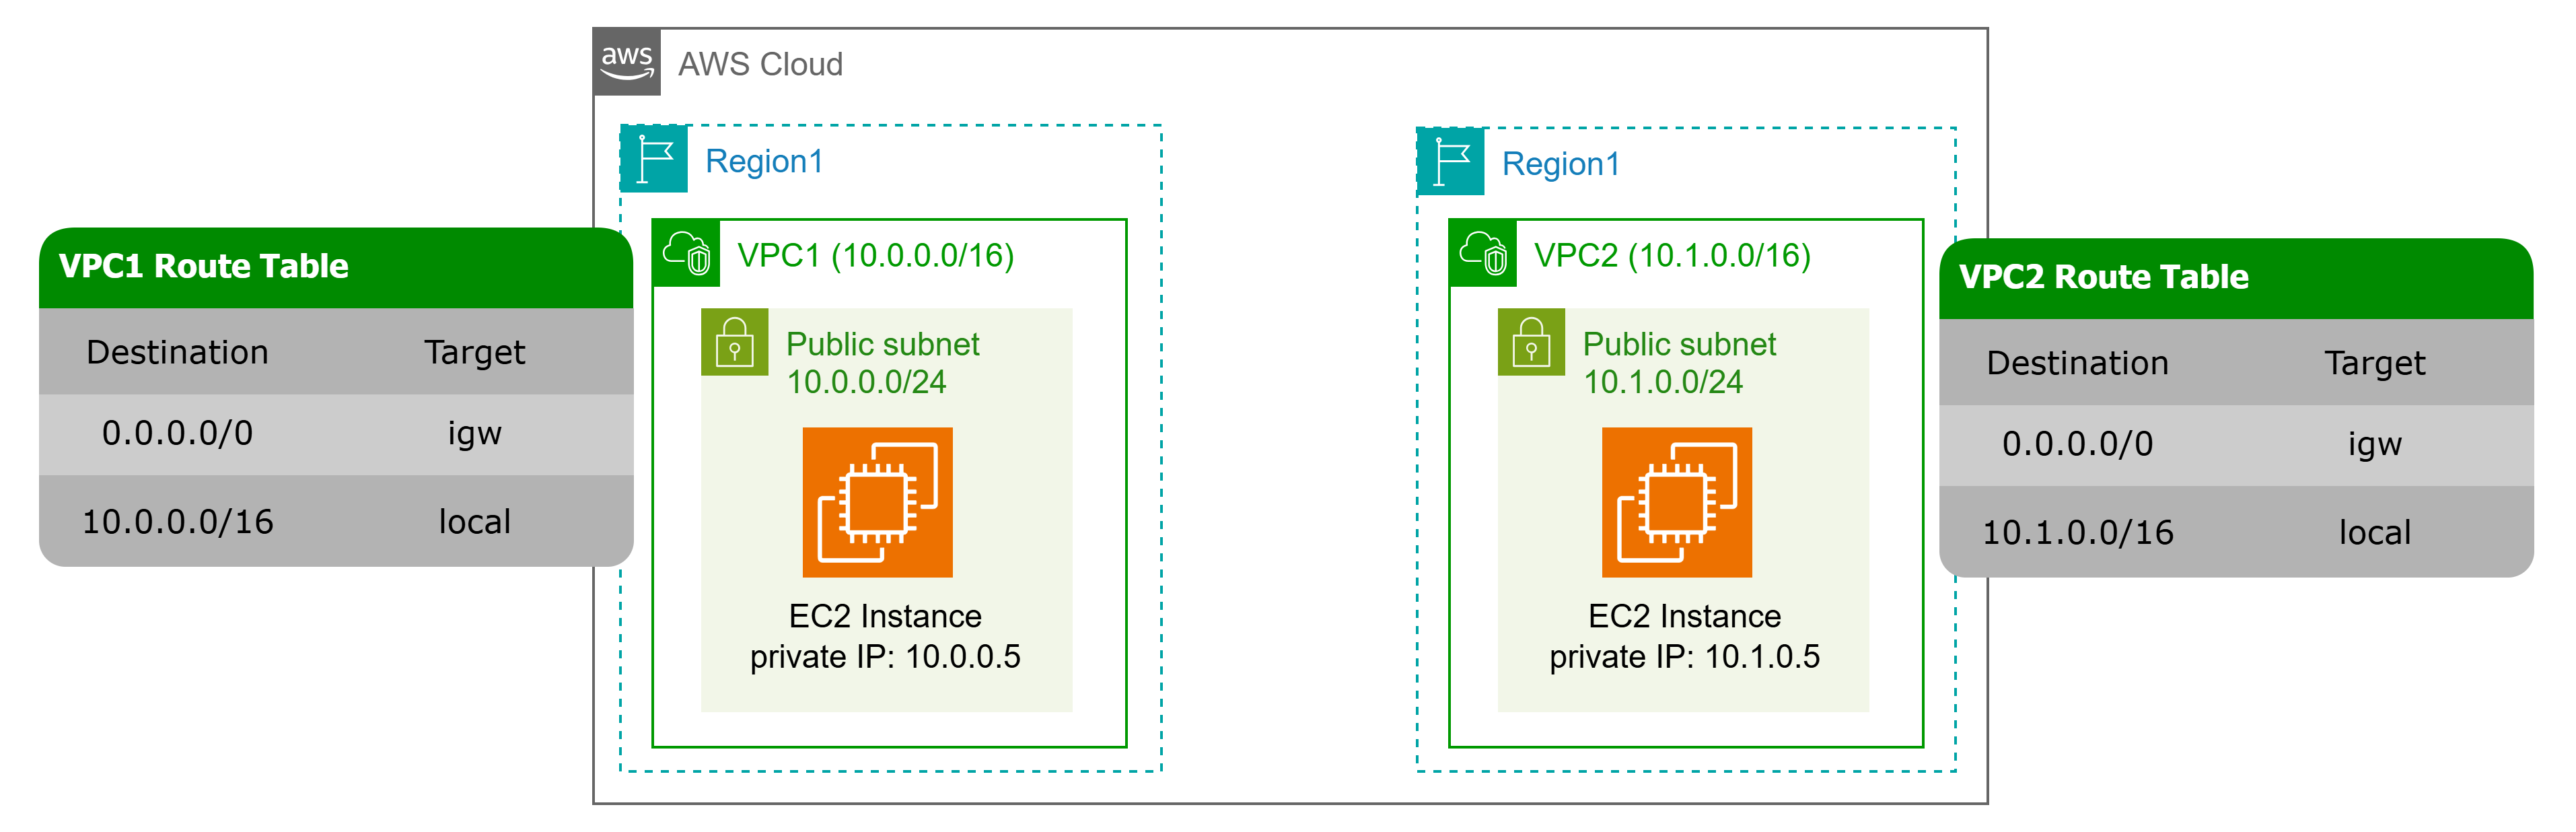 aws
AWS Cloud
Region1
Region1
VPC1 Route Table
Destination Target
0.0.0.0/0 igw
10.0.0.0/16 local
VPC1 (10.0.0.0/16)
Public subnet
10.0.0.0/24
EC2 Instance
private IP: 10.0.0.5
VPC2 (10.1.0.0/16)
Public subnet
10.1.0.0/24
EC2 Instance
private IP: 10.1.0.5
VPC2 Route Table
Destination Target
0.0.0.0/0 igw
10.1.0.0/16 local